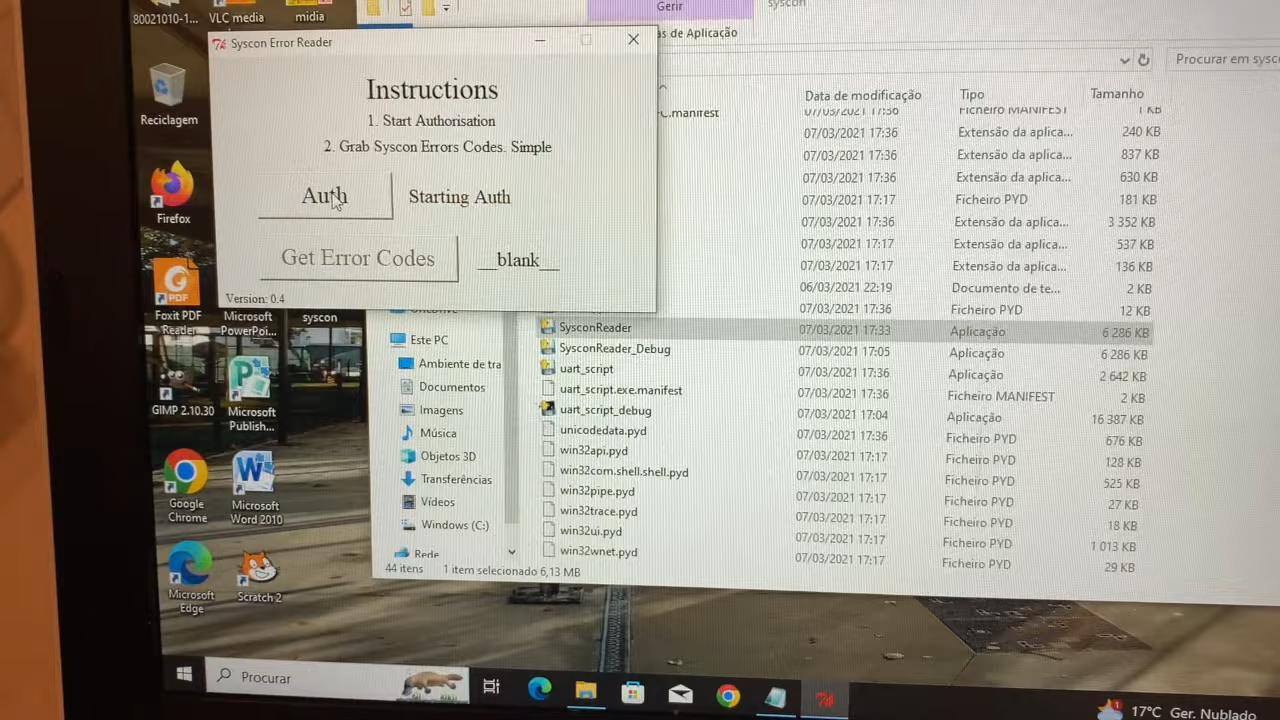 80021010-1...
VLC media
midia
Gerir
syscon
as de Aplicação
Syscon Error Reader
Instructions
1. Start Authorisation
2. Grab Syscon Errors Codes. Simple
Auth
Starting Auth
Get Error Codes
__blank__
Version: 0.4
Procurar em sysco
Data de modificação
Tipo
Tamanho
C.manifest
07/03/2021 17:36
Ficheiro MANIFEST
1 KB
07/03/2021 17:36
Extensão da aplica...
240 KB
07/03/2021 17:36
Extensão da aplica...
837 KB
07/03/2021 17:36
Extensão da aplica...
630 KB
07/03/2021 17:17
Ficheiro PYD
181 KB
07/03/2021 17:36
Extensão da aplica...
3 352 KB
07/03/2021 17:17
Extensão da aplica...
537 KB
07/03/2021 17:17
Extensão da aplica...
136 KB
06/03/2021 22:19
Documento de te...
2 KB
07/03/2021 17:36
Ficheiro PYD
12 KB
SysconReader
07/03/2021 17:33
Aplicação
6 286 KB
SysconReader_Debug
07/03/2021 17:05
Aplicação
6 286 KB
uart_script
07/03/2021 17:36
Aplicação
2 642 KB
uart_script.exe.manifest
07/03/2021 17:36
Ficheiro MANIFEST
2 KB
uart_script_debug
07/03/2021 17:04
Aplicação
16 387 KB
unicodedata.pyd
07/03/2021 17:36
Ficheiro PYD
676 KB
win32api.pyd
07/03/2021 17:17
Ficheiro PYD
128 KB
win32com.shell.shell.pyd
07/03/2021 17:17
Ficheiro PYD
525 KB
win32pipe.pyd
07/03/2021 17:17
Ficheiro PYD
27 KB
win32trace.pyd
07/03/2021 17:17
Ficheiro PYD
18 KB
win32ui.pyd
07/03/2021 17:17
Ficheiro PYD
1 013 KB
win32wnet.pyd
07/03/2021 17:17
Ficheiro PYD
29 KB
OneDrive
Este PC
Ambiente de tra
Documentos
Imagens
Música
Objetos 3D
Transferências
Vídeos
Windows (C:)
Rede
44 itens
1 item selecionado 6,13 MB
Reciclagem
Firefox
PDF
Foxit PDF
Reader
Microsoft
PowerPoi...
syscon
GIMP 2.10.30
Microsoft
Publish...
Google
Chrome
Microsoft
Word 2010
Microsoft
Edge
Scratch 2
Procurar
17°C Ger. Nublado